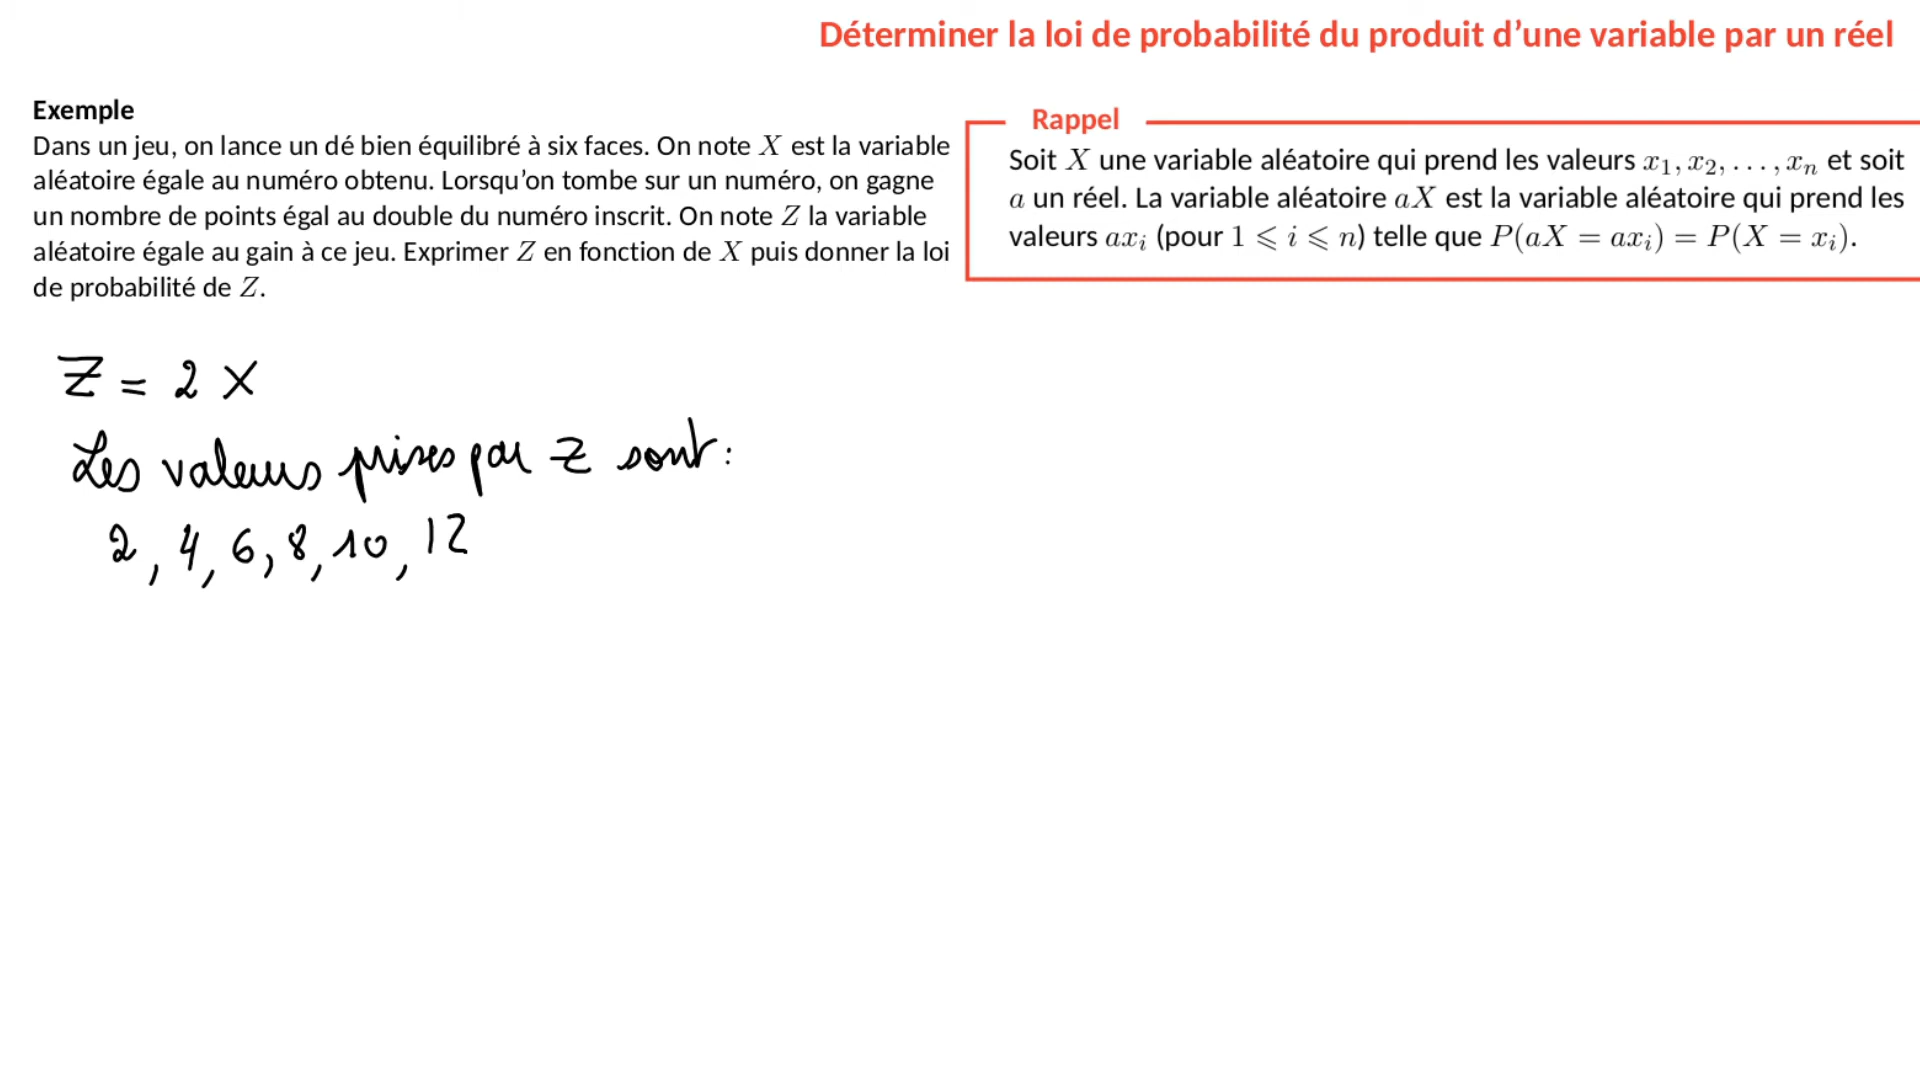 Déterminer la loi de probabilité du produit d’une variable par un réel
Exemple
Dans un jeu, on lance un dé bien équilibré à six faces. On note X est la variable
aléatoire égale au numéro obtenu. Lorsqu’on tombe sur un numéro, on gagne
un nombre de points égal au double du numéro inscrit. On note Z la variable
aléatoire égale au gain à ce jeu. Exprimer Z en fonction de X puis donner la loi
de probabilité de Z.
Rappel
Soit X une variable aléatoire qui prend les valeurs x₁, x₂, . . . , xₙ et soit
a un réel. La variable aléatoire aX est la variable aléatoire qui prend les
valeurs axᵢ (pour 1 ⩽ i ⩽ n) telle que P(aX = axᵢ) = P(X = xᵢ).
Z = 2 X
Les valeurs prises par Z sont :
2, 4, 6, 8, 10, 12